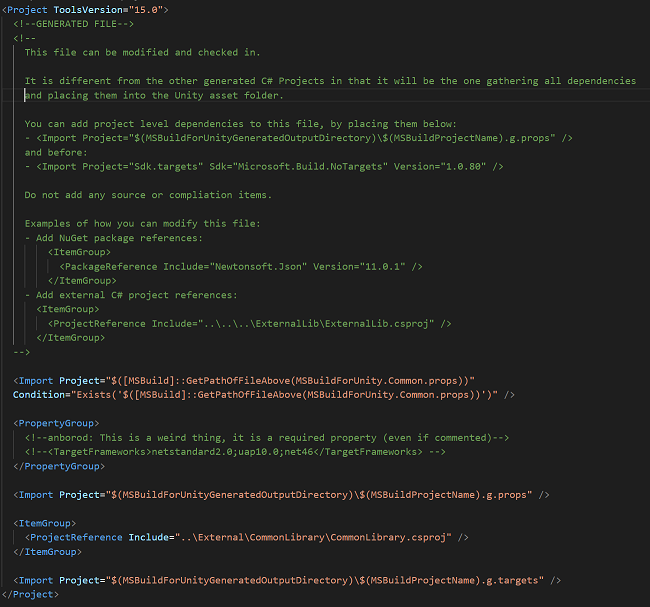 <Project ToolsVersion="15.0">
<!--GENERATED FILE-->
<!--
This file can be modified and checked in.
It is different from the other generated C# Projects in that it will be the one gathering all dependencies
and placing them into the Unity asset folder.
You can add project level dependencies to this file, by placing them below:
- <Import Project="$(MSBuildForUnityGeneratedOutputDirectory)\$(MSBuildProjectName).g.props" />
and before:
- <Import Project="Sdk.targets" Sdk="Microsoft.Build.NoTargets" Version="1.0.80" />
Do not add any source or compliation items.
Examples of how you can modify this file:
- Add NuGet package references:
<ItemGroup>
<PackageReference Include="Newtonsoft.Json" Version="11.0.1" />
</ItemGroup>
- Add external C# project references:
<ItemGroup>
<ProjectReference Include="..\..\..\ExternalLib\ExternalLib.csproj" />
</ItemGroup>
-->
<Import Project="$([MSBuild]::GetPathOfFileAbove(MSBuildForUnity.Common.props))"
Condition="Exists('$([MSBuild]::GetPathOfFileAbove(MSBuildForUnity.Common.props))')" />
<PropertyGroup>
<!--anborod: This is a weird thing, it is a required property (even if commented)-->
<!--<TargetFrameworks>netstandard2.0;uap10.0;net46</TargetFrameworks> -->
</PropertyGroup>
<Import Project="$(MSBuildForUnityGeneratedOutputDirectory)\$(MSBuildProjectName).g.props" />
<ItemGroup>
<ProjectReference Include="..\External\CommonLibrary\CommonLibrary.csproj" />
</ItemGroup>
<Import Project="$(MSBuildForUnityGeneratedOutputDirectory)\$(MSBuildProjectName).g.targets" />
</Project>